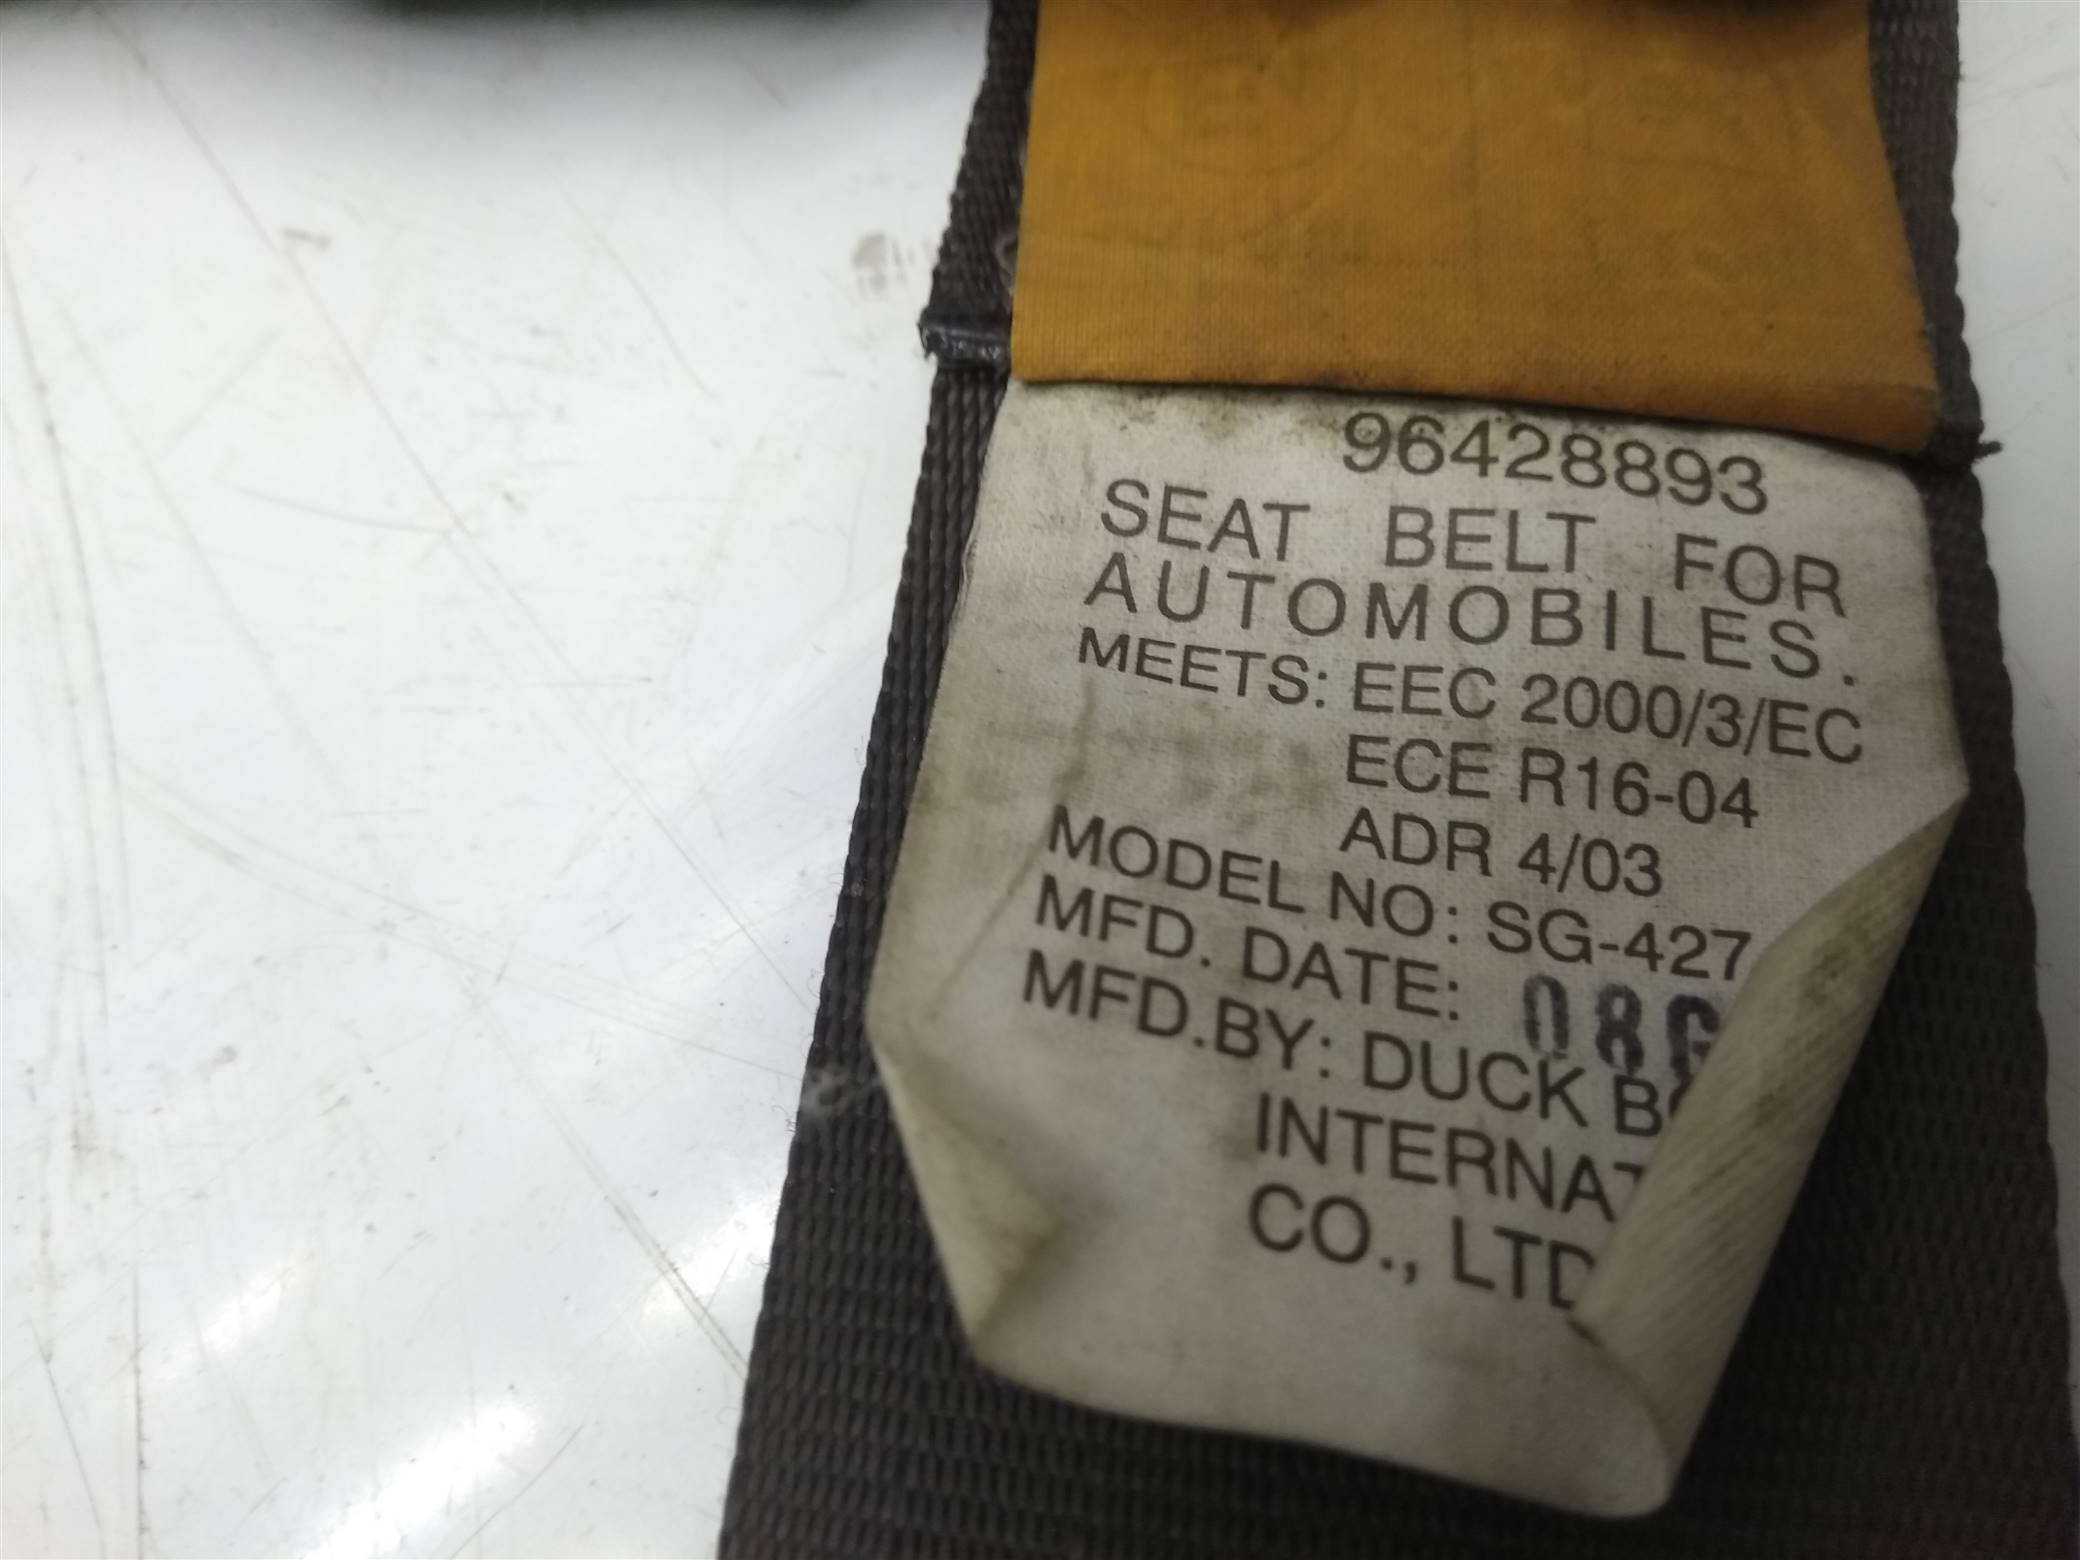 96428893
SEAT BELT FOR
AUTOMOBILES.
MEETS: EEC 2000/3/EC
ECE R16-04
ADR 4/03
MODEL NO: SG-427
MFD. DATE: 08
MFD.BY: DUCK
CO., LTD